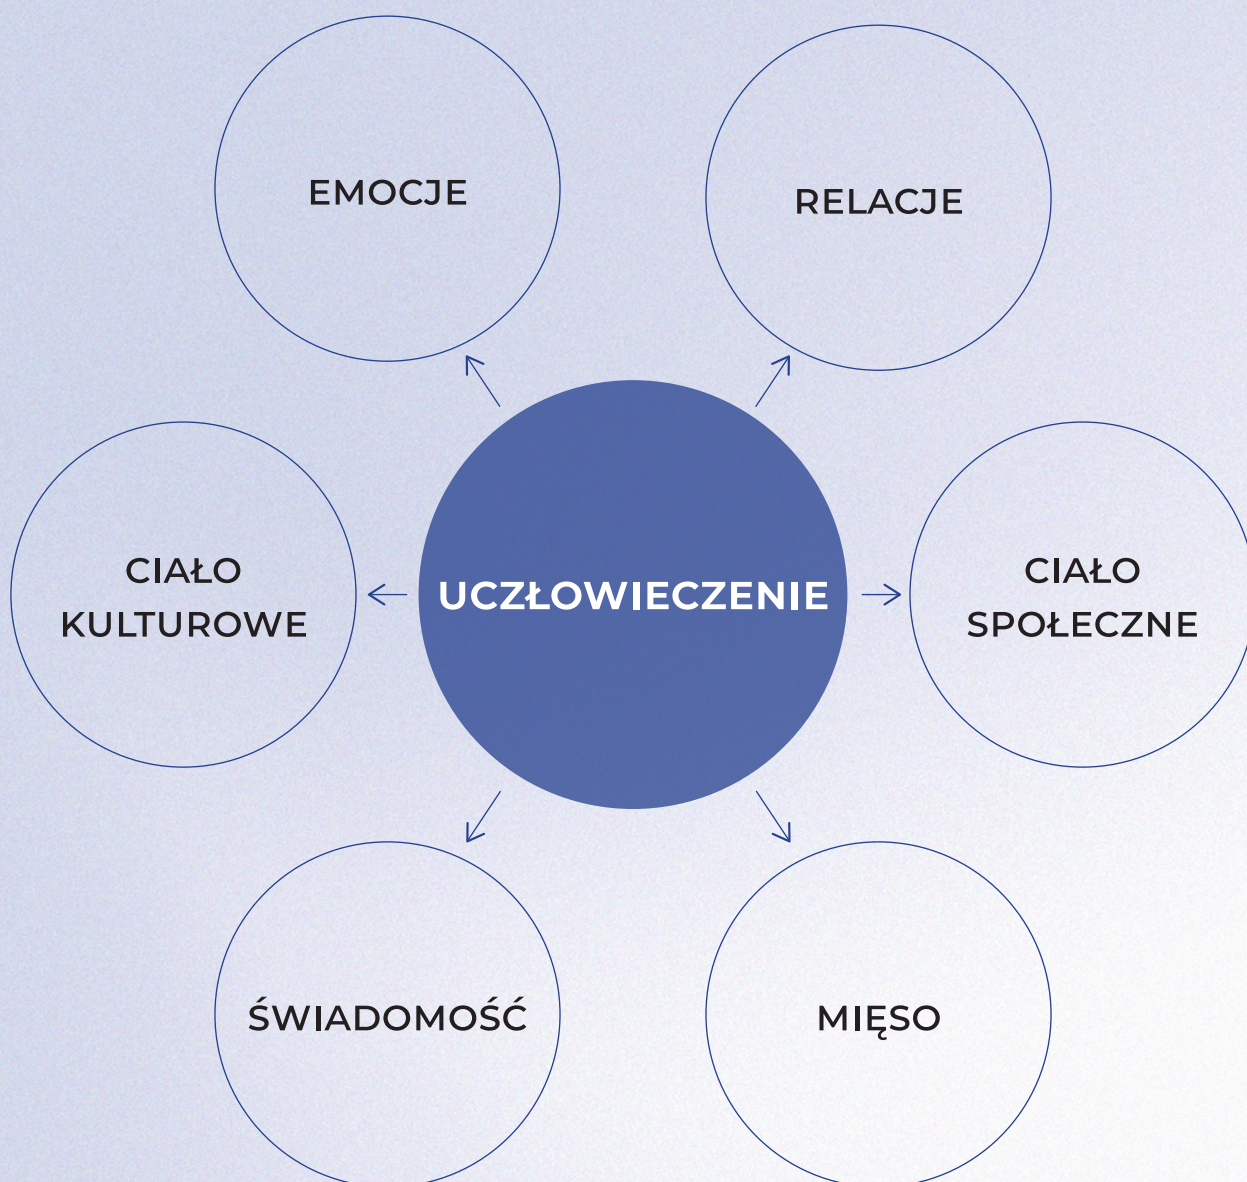 EMOCJE
RELACJE
CIAŁO
KULTUROWE
UCZŁOWIECZENIE
CIAŁO
SPOŁECZNE
ŚWIADOMOŚĆ
MIĘSO